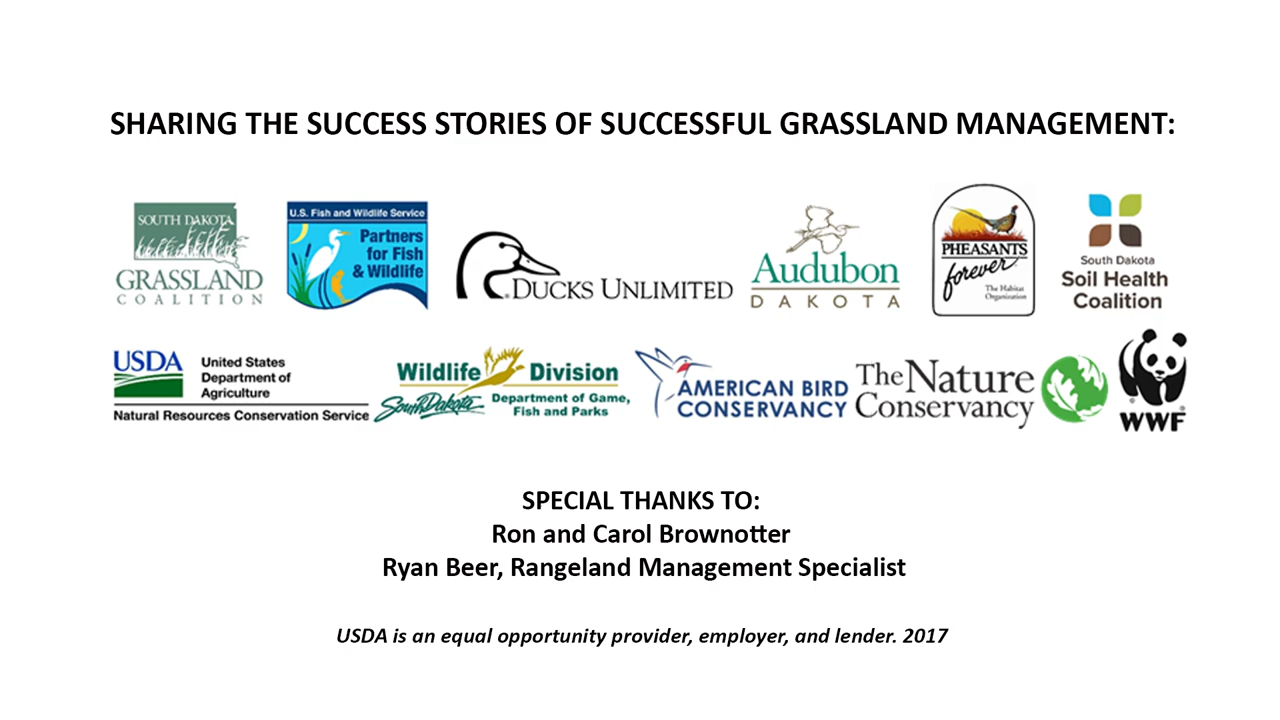 SHARING THE SUCCESS STORIES OF SUCCESSFUL GRASSLAND MANAGEMENT:
SOUTH DAKOTA
GRASSLAND
COALITION
U.S. Fish and Wildlife Service
Partners
for Fish
& Wildlife
DUCKS UNLIMITED
Audubon
DAKOTA
PHEASANTS
forever
The Habitat
Organization
South Dakota
Soil Health
Coalition
USDA
United States
Department of
Agriculture
Natural Resources Conservation Service
Wildlife Division
South Dakota
Department of Game,
Fish and Parks
AMERICAN BIRD
CONSERVANCY
The Nature
Conservancy
WWF
SPECIAL THANKS TO:
Ron and Carol Brownotter
Ryan Beer, Rangeland Management Specialist
USDA is an equal opportunity provider, employer, and lender. 2017